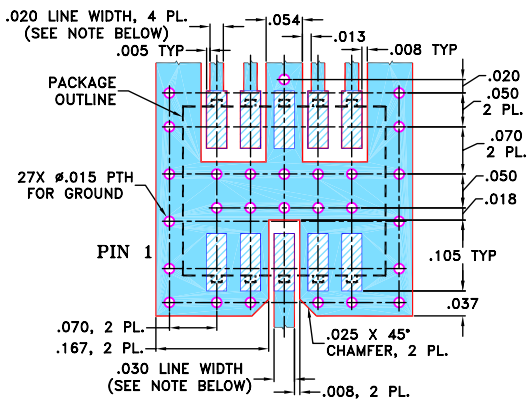 .020 LINE WIDTH, 4 PL.
(SEE NOTE BELOW)
.054
.005 TYP
.013
.008 TYP
PACKAGE
OUTLINE
.020
.050
2 PL.
.070
2 PL.
27X ø.015 PTH
FOR GROUND
.050
.018
PIN 1
.105 TYP
.037
.070, 2 PL.
.167, 2 PL.
.025 X 45°
CHAMFER, 2 PL.
.030 LINE WIDTH
(SEE NOTE BELOW)
.008, 2 PL.